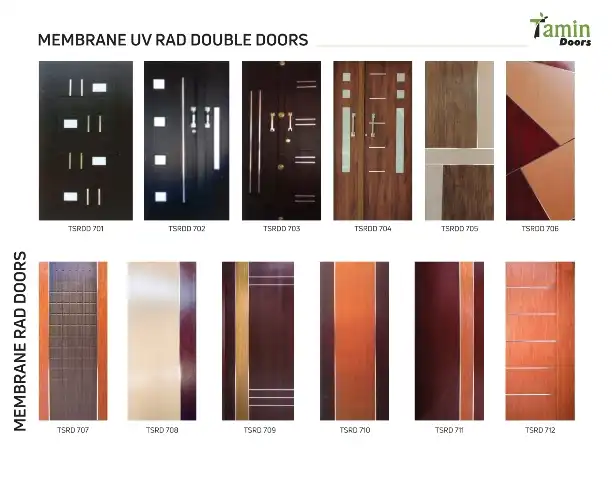 MEMBRANE UV RAD DOUBLE DOORS
Tamin
Doors
TSRDD 701
TSRDD 702
TSRDD 703
TSRDD 704
TSRDD 705
TSRDD 706
MEMBRANE RAD DOORS
TSRD 707
TSRD 708
TSRD 709
TSRD 710
TSRD 711
TSRD 712